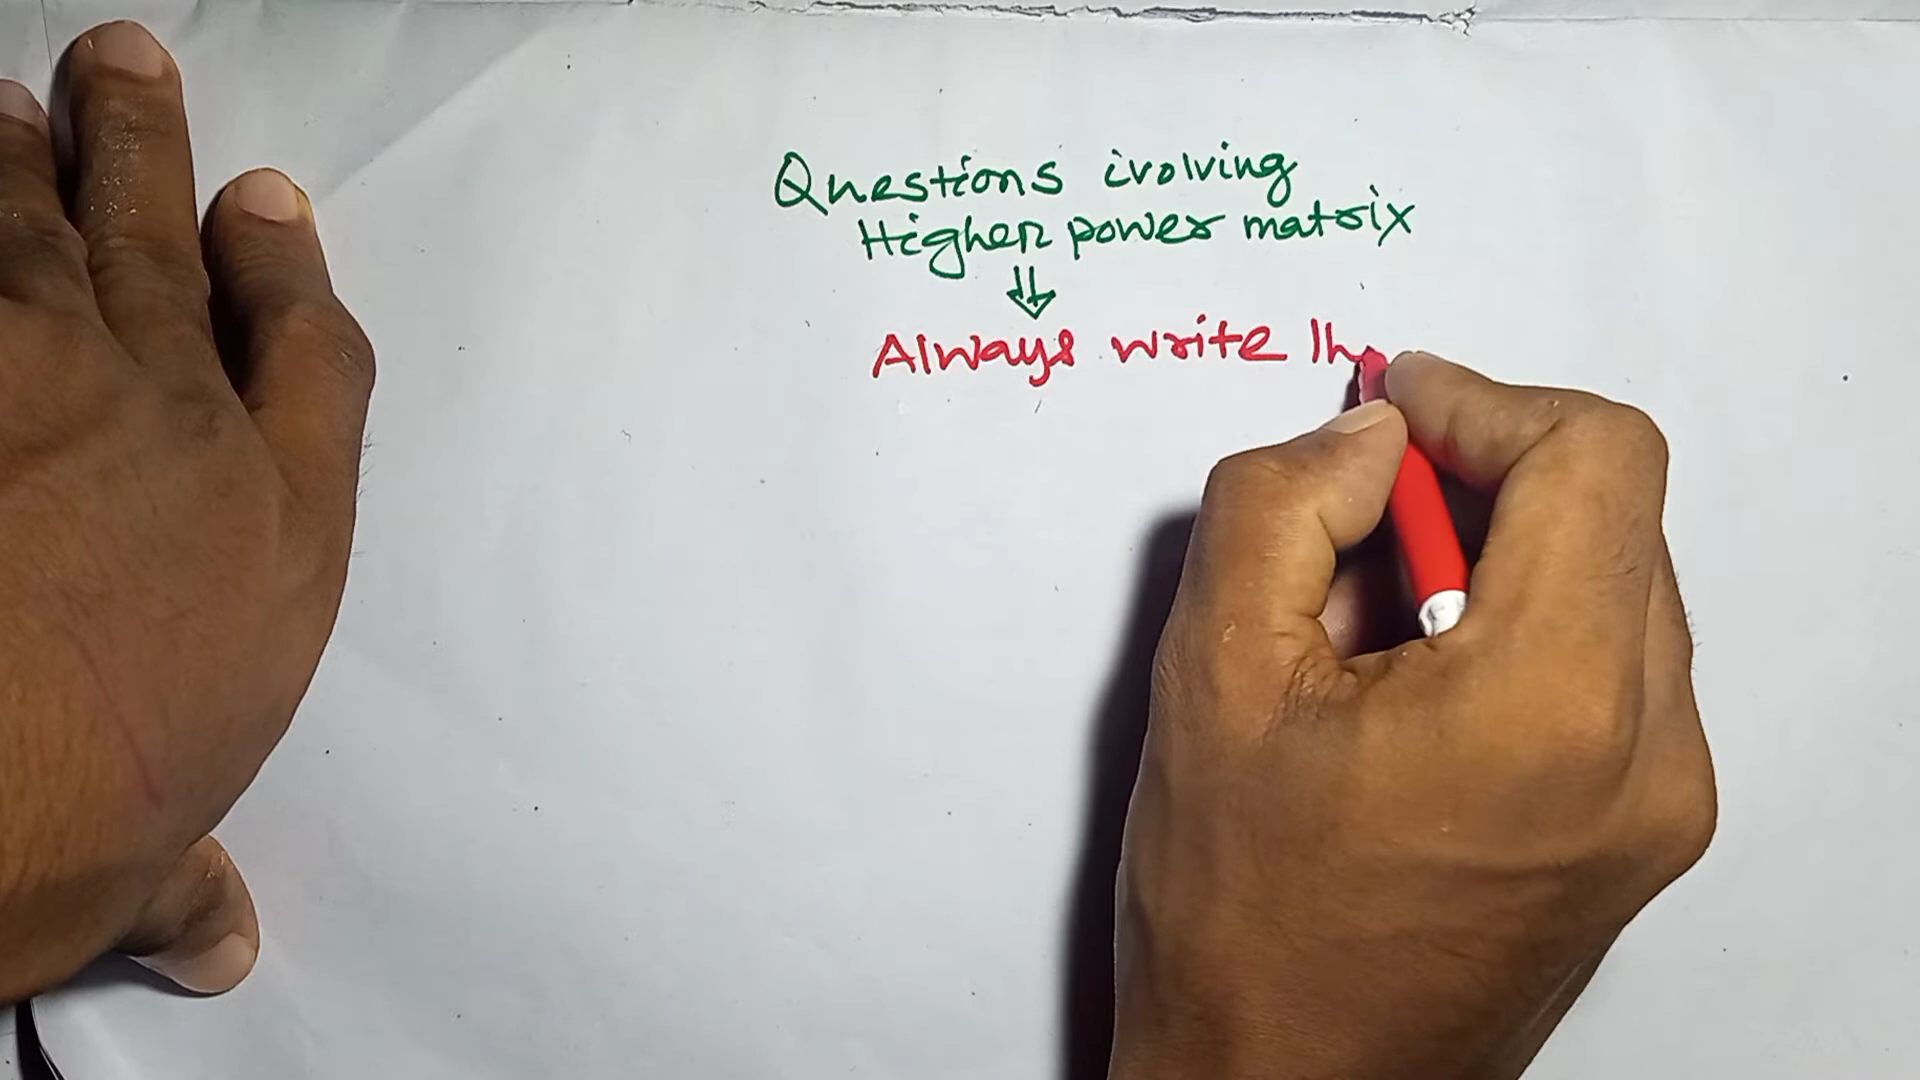 Questions ivolving
Higher power matrix
Always write